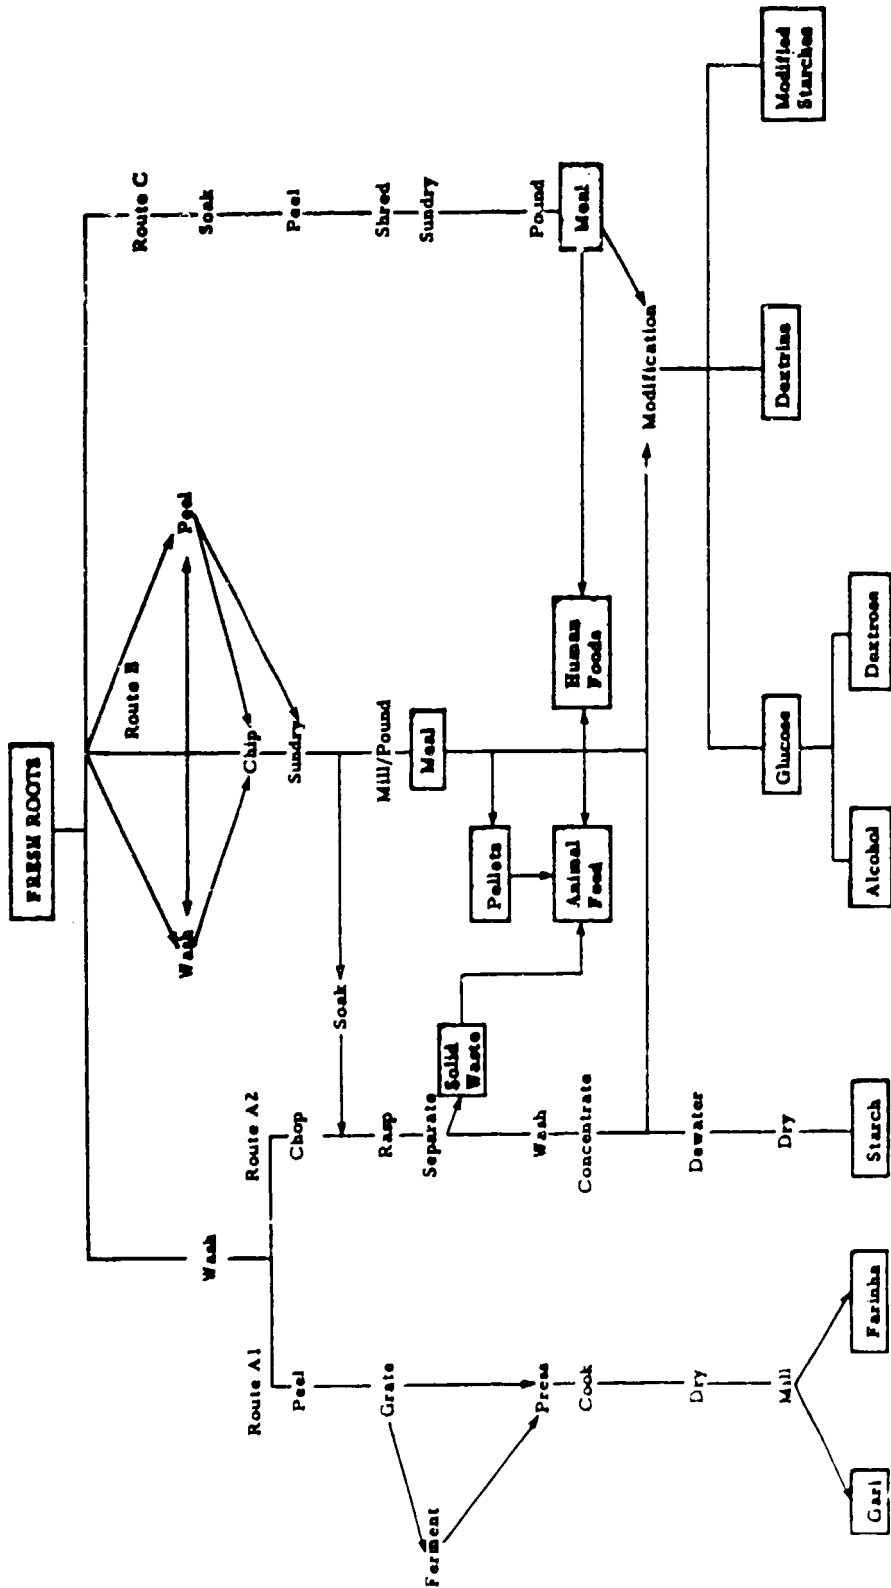 FRESH ROOTS
Route C
Soak
Peel
Shred
Sundry
Pound
Meal
Route B
Wash
Peel
Chip
Sundry
Mill/Pound
Meal
Pellets
Animal
Feed
Human
Foods
Modification
Wash
Route A1
Peel
Grate
Ferment
Press
Cook
Dry
Mill
Gari
Farinha
Route A2
Chop
Soak
Rasp
Separate
Solid
Waste
Wash
Concentrate
Dewater
Dry
Starch
Glucose
Alcohol
Dextrose
Dextrins
Modified
Starches